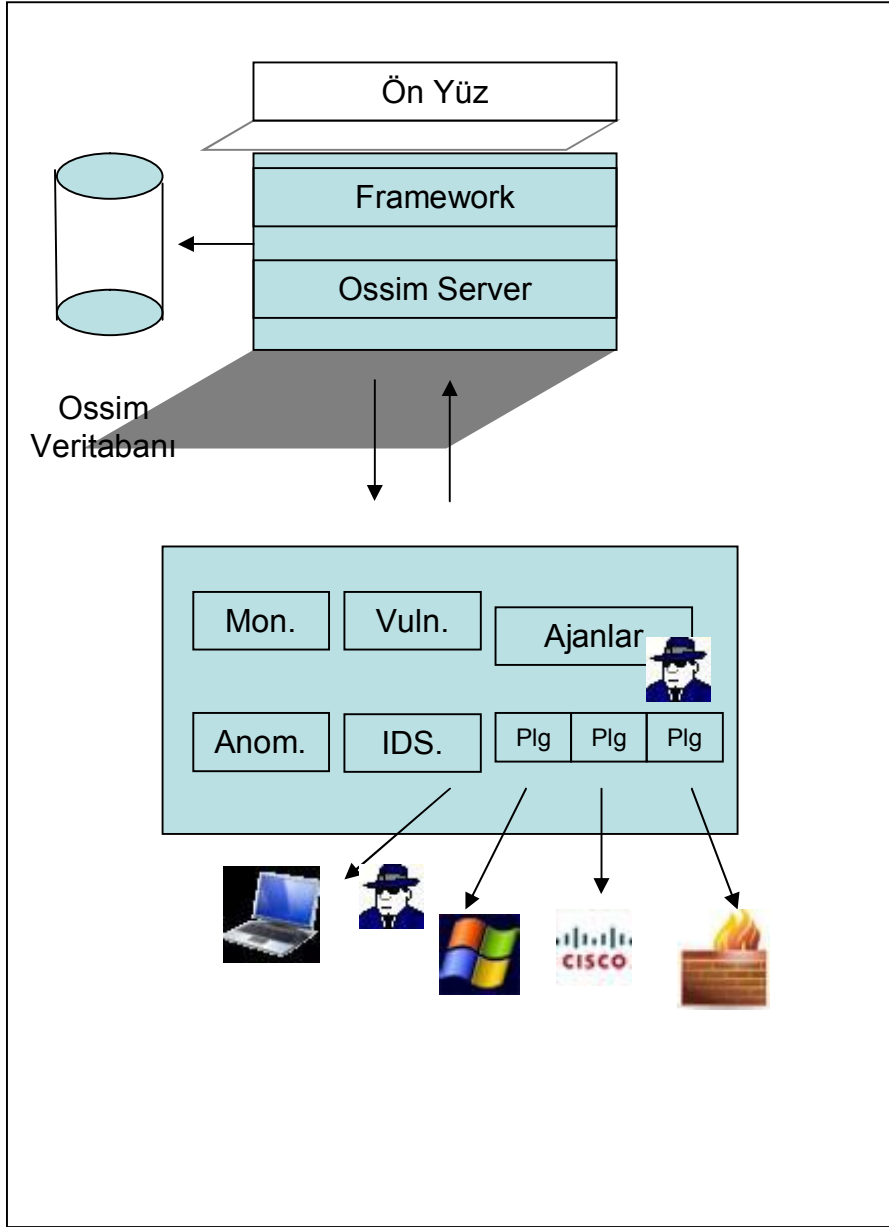 Ön Yüz
Framework
Ossim Server
Ossim
Veritabanı
Mon.
Vuln.
Ajanlar
Anom.
IDS.
Plg
Plg
Plg
CISCO